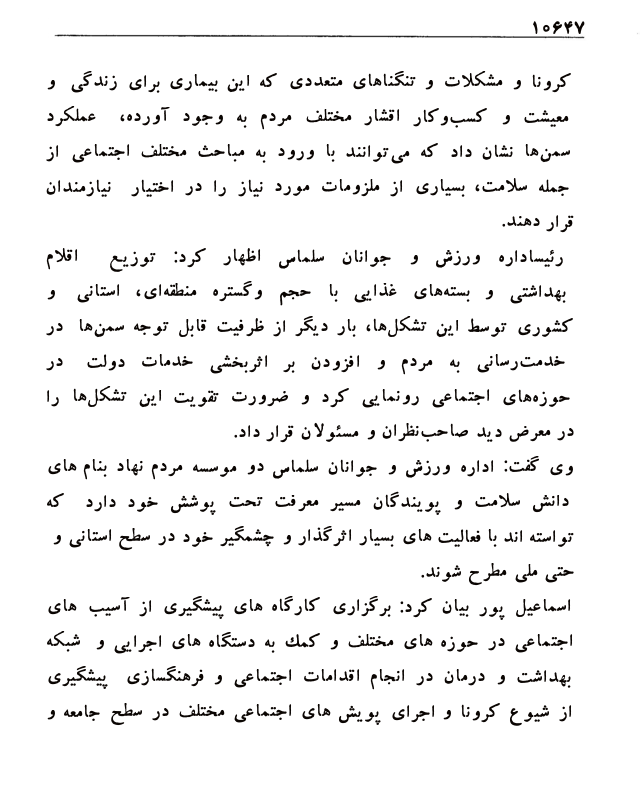 ۱۰۶۴۷
کرونا و مشکلات و تنگناهای متعددی که این بیماری برای زندگی و
معیشت و کسب‌وکار اقشار مختلف مردم به وجود آورده، عملکرد
سمن‌ها نشان داد که می‌توانند با ورود به مباحث مختلف اجتماعی از
جمله سلامت، بسیاری از ملزومات مورد نیاز را در اختیار نیازمندان
قرار دهند.
رئیساداره ورزش و جوانان سلماس اظهار کرد: توزیع اقلام
بهداشتی و بسته‌های غذایی با حجم وگستره منطقه‌ای، استانی و
کشوری توسط این تشکل‌ها، بار دیگر از ظرفیت قابل توجه سمن‌ها در
خدمت‌رسانی به مردم و افزودن بر اثربخشی خدمات دولت در
حوزه‌های اجتماعی رونمایی کرد و ضرورت تقویت این تشکل‌ها را
در معرض دید صاحب‌نظران و مسئولان قرار داد.
وی گفت: اداره ورزش و جوانان سلماس دو موسسه مردم نهاد بنام های
دانش سلامت و پویندگان مسیر معرفت تحت پوشش خود دارد که
تواسته اند با فعالیت های بسیار اثرگذار و چشمگیر خود در سطح استانی و
حتی ملی مطرح شوند.
اسماعیل پور بیان کرد: برگزاری کارگاه های پیشگیری از آسیب های
اجتماعی در حوزه های مختلف و کمك به دستگاه های اجرایی و شبکه
بهداشت و درمان در انجام اقدامات اجتماعی و فرهنگسازی پیشگیری
از شیوع کرونا و اجرای پویش های اجتماعی مختلف در سطح جامعه و